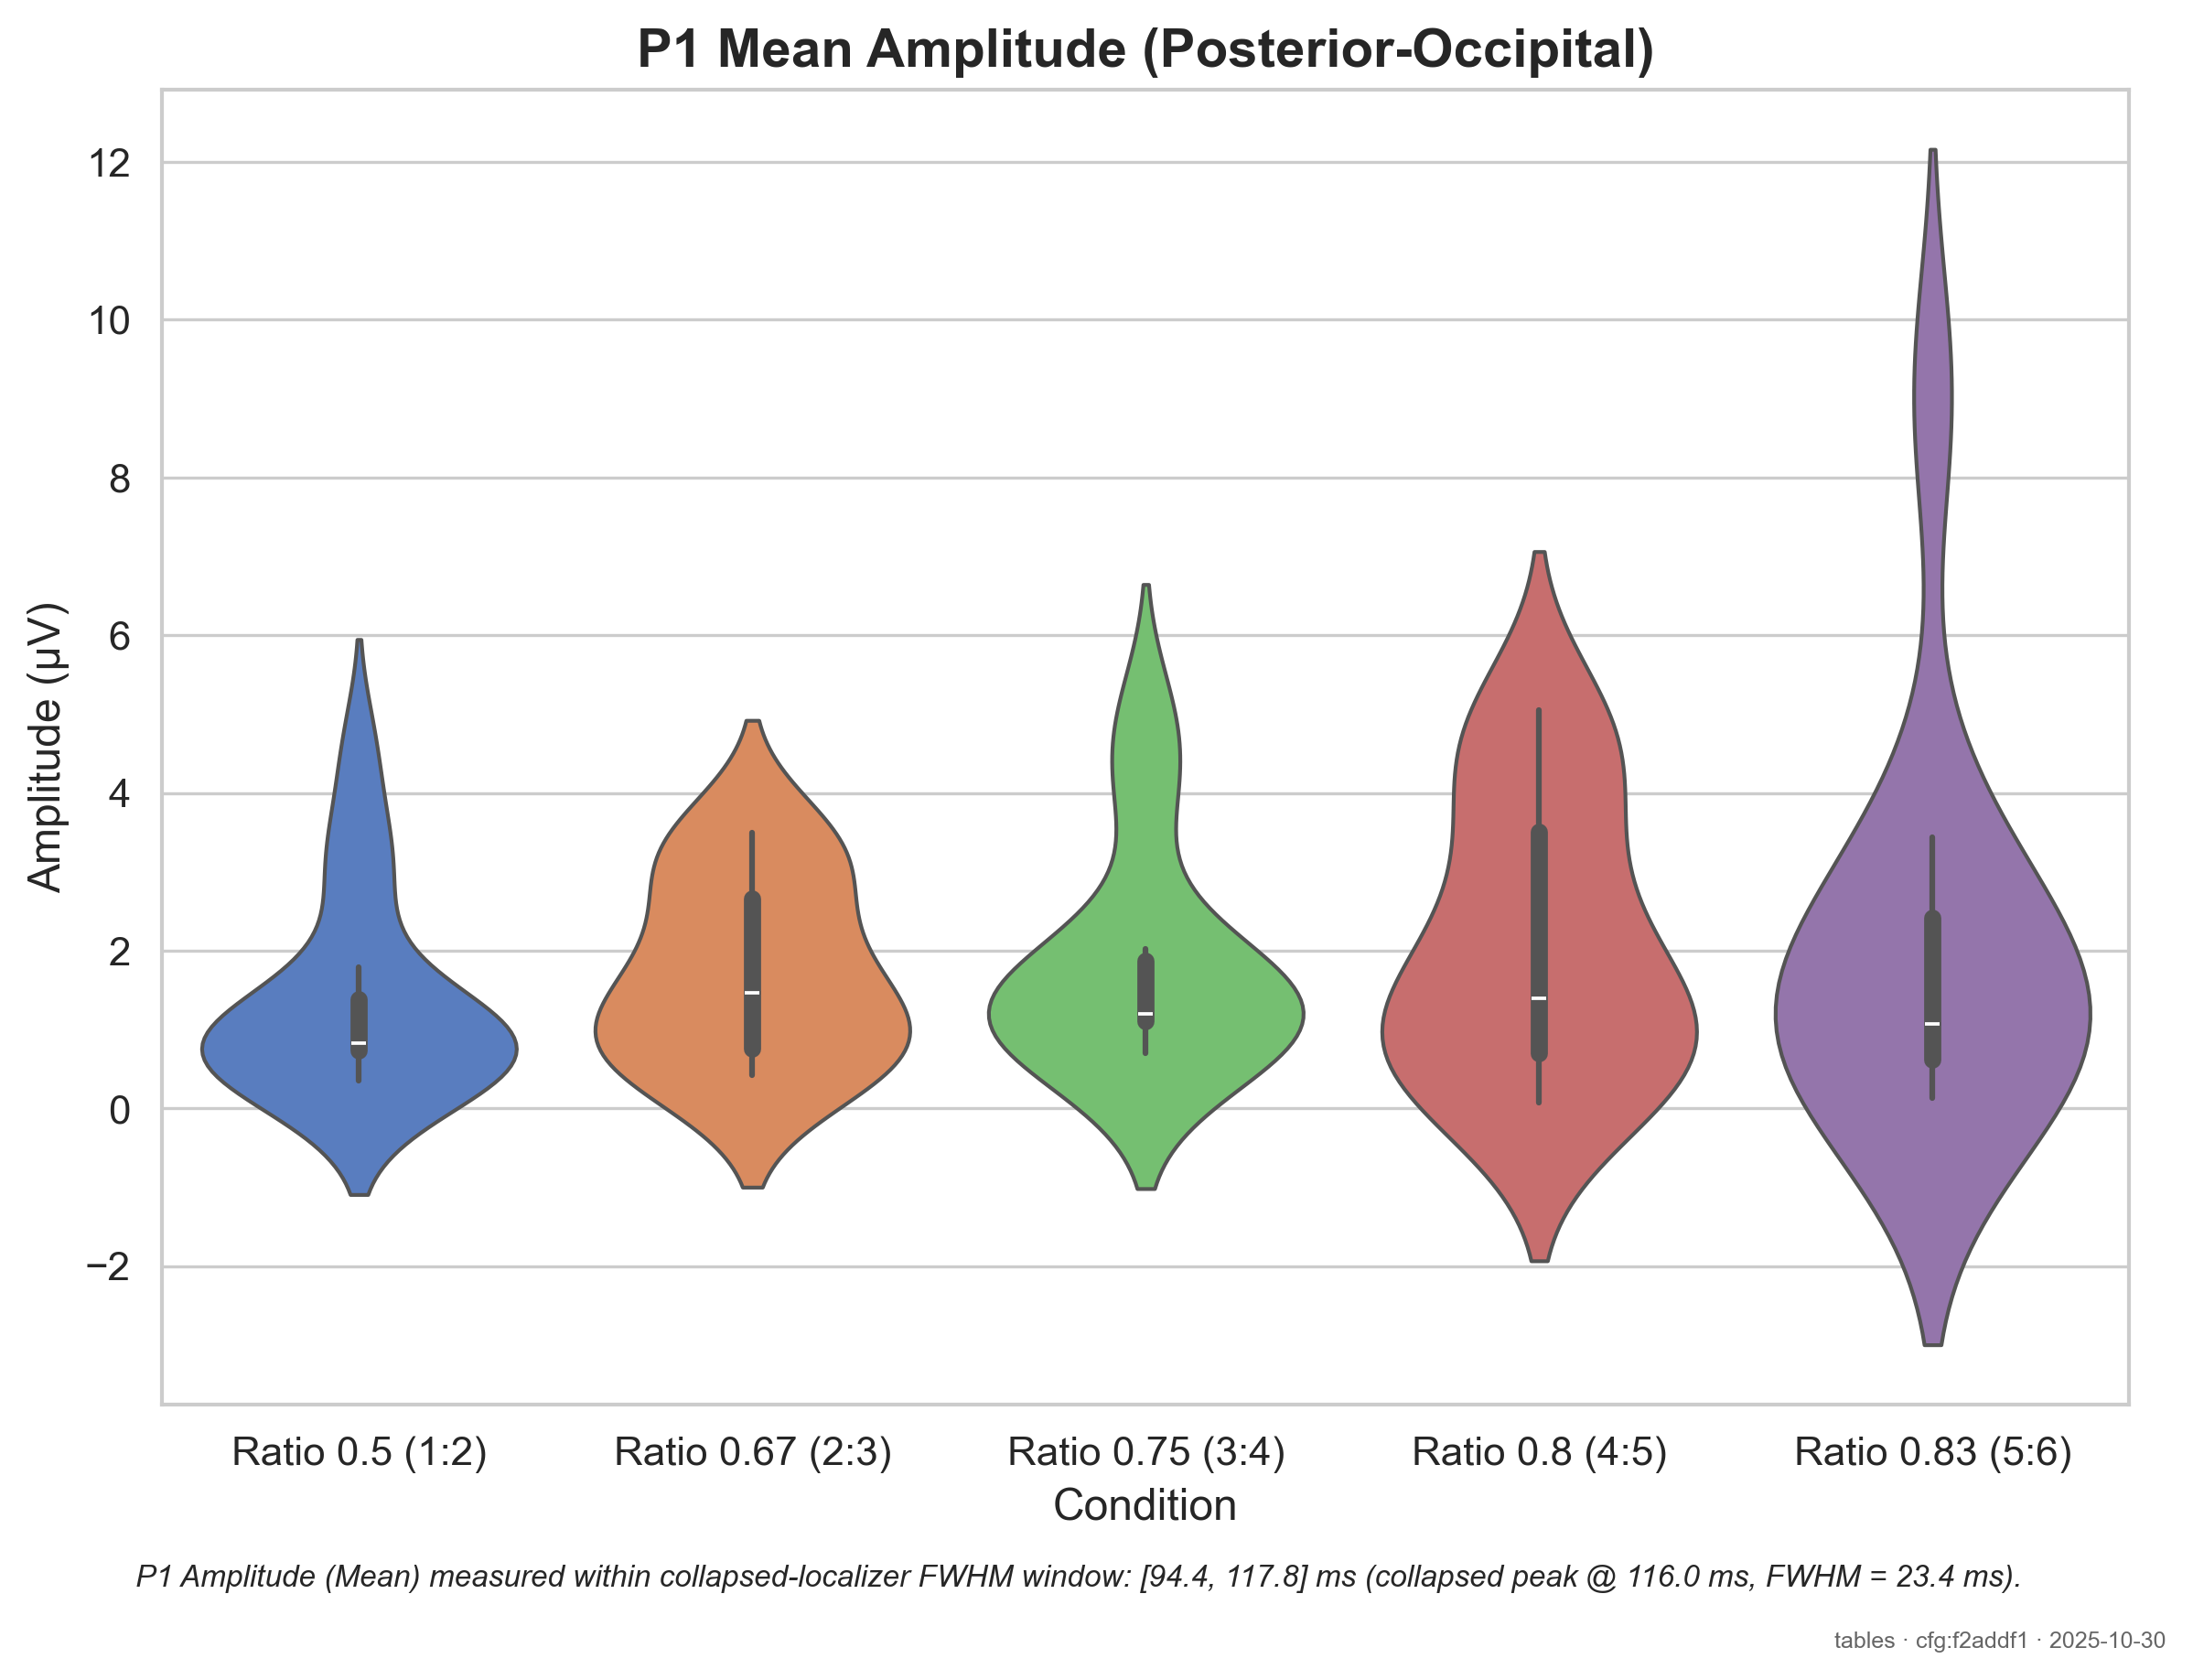 P1 Mean Amplitude (Posterior-Occipital)
Amplitude (µV)
12
10
8
6
4
2
0
−2
Ratio 0.5 (1:2)
Ratio 0.67 (2:3)
Ratio 0.75 (3:4)
Ratio 0.8 (4:5)
Ratio 0.83 (5:6)
Condition
P1 Amplitude (Mean) measured within collapsed-localizer FWHM window: [94.4, 117.8] ms (collapsed peak @ 116.0 ms, FWHM = 23.4 ms).
tables · cfg:f2addf1 · 2025-10-30